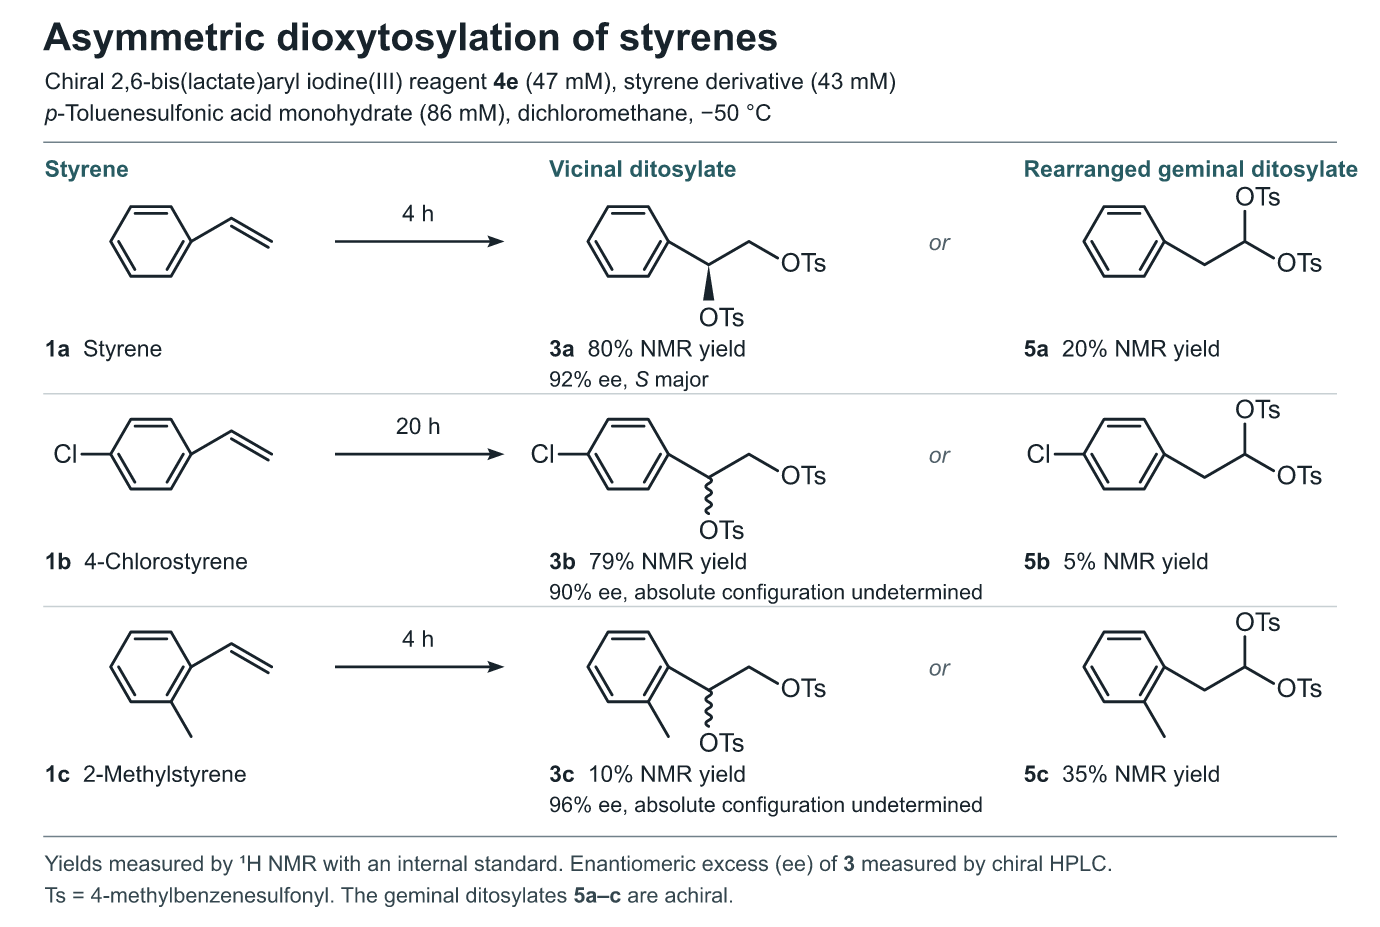 Asymmetric dioxytosylation of styrenes
Chiral 2,6-bis(lactate)aryl iodine(III) reagent 4e (47 mM), styrene derivative (43 mM)
p-Toluenesulfonic acid monohydrate (86 mM), dichloromethane, −50 °C
Styrene
Vicinal ditosylate
Rearranged geminal ditosylate
4 h
OTs
OTs
or
OTs
OTs
1a Styrene
3a 80% NMR yield
92% ee, S major
5a 20% NMR yield
Cl
20 h
Cl
OTs
OTs
or
Cl
OTs
OTs
1b 4-Chlorostyrene
3b 79% NMR yield
90% ee, absolute configuration undetermined
5b 5% NMR yield
4 h
OTs
OTs
or
OTs
OTs
1c 2-Methylstyrene
3c 10% NMR yield
96% ee, absolute configuration undetermined
5c 35% NMR yield
Yields measured by ¹H NMR with an internal standard. Enantiomeric excess (ee) of 3 measured by chiral HPLC.
Ts = 4-methylbenzenesulfonyl. The geminal ditosylates 5a–c are achiral.